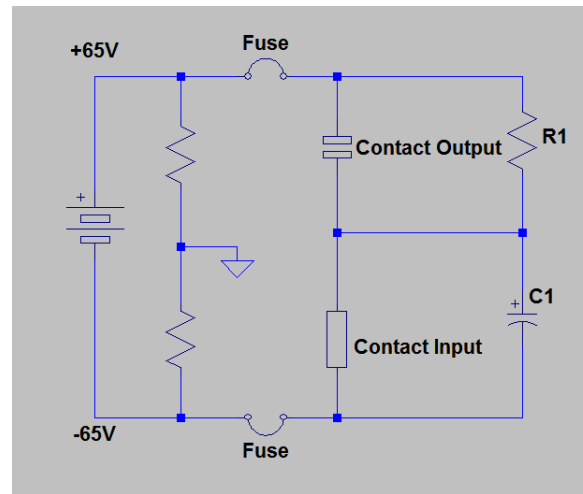 Fuse
+65V
R1
Contact Output
+
C1
+
Contact Input
-65V
Fuse